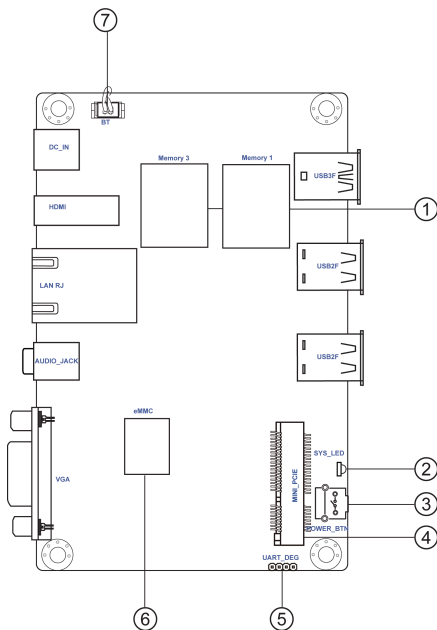 7
BT
DC_IN
Memory 3
Memory 1
USB3F
HDMI
1
USB2F
LAN RJ
AUDIO_JACK
USB2F
eMMC
SYS_LED
VGA
MINI_PCIE
2
3
POWER_BTN
4
UART_DEG
6
5